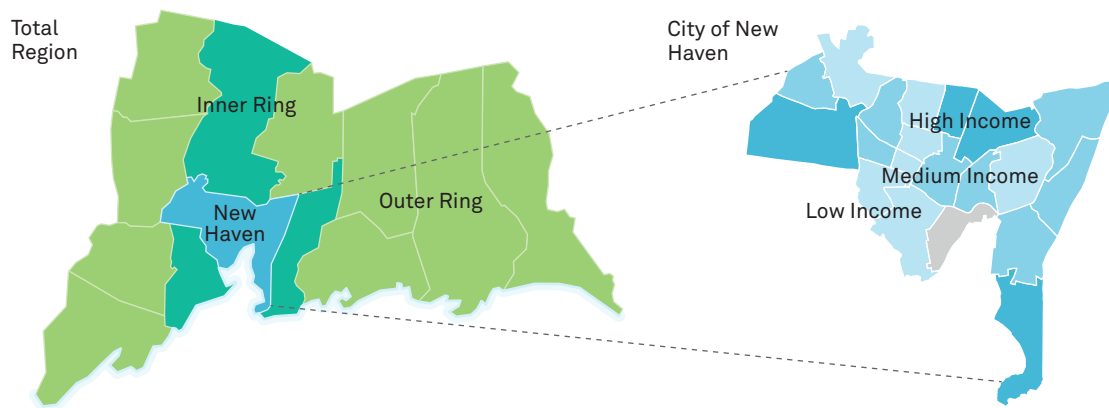 Total
Region
Inner Ring
New
Haven
Outer Ring
City of New
Haven
High Income
Medium Income
Low Income